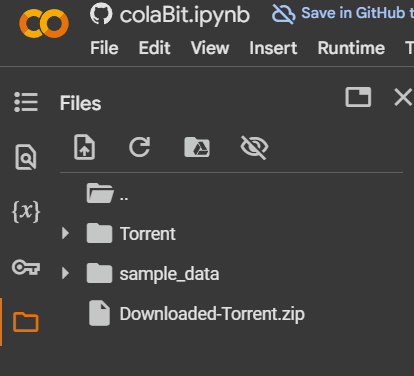 colaBit.ipynb
Save in GitHub t
File Edit View Insert Runtime T
Files
{x}
..
Torrent
sample_data
Downloaded-Torrent.zip